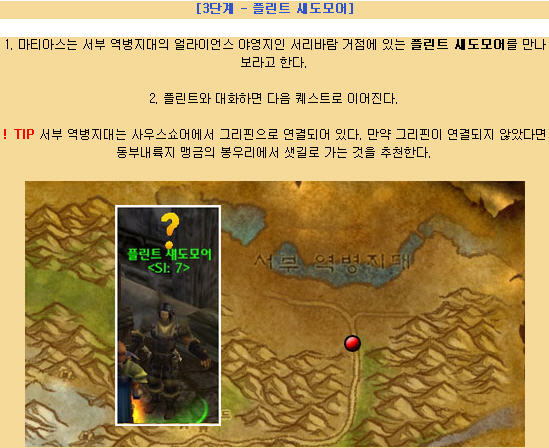 [3단계 - 플린트 섀도모어]
1. 마티아스는 서부 역병지대의 얼라이언스 야영지인 서리바람 거점에 있는 플린트 섀도모어를 만나
보라고 한다.
2. 플린트와 대화하면 다음 퀘스트로 이어진다.
! TIP 서부 역병지대는 사우스쇼어에서 그리핀으로 연결되어 있다. 만약 그리핀이 연결되지 않았다면
동부내륙지 맹금의 봉우리에서 샛길로 가는 것을 추천한다.
?
플린트 섀도모어
<SI: 7>
서부 역병지대